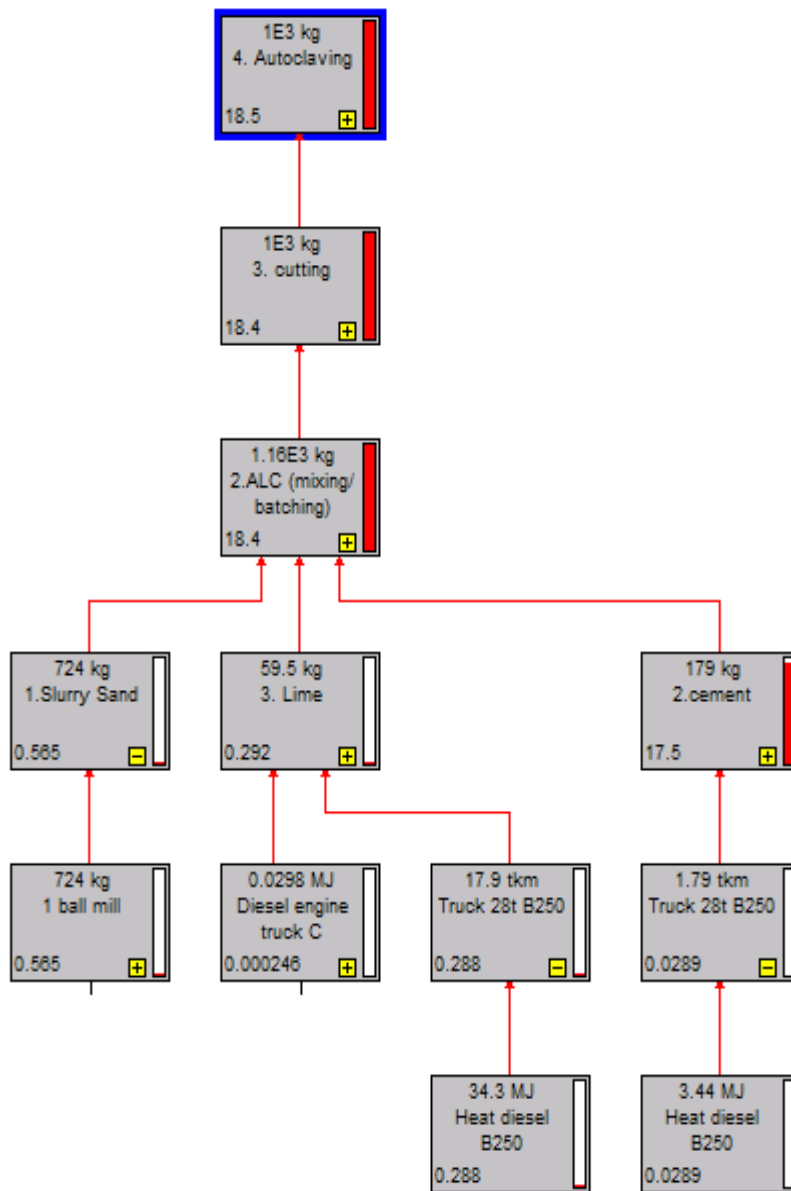 1E3 kg
4. Autoclaving
18.5
1E3 kg
3. cutting
18.4
1.16E3 kg
2.ALC (mixing/
batching)
18.4
724 kg
1.Slurry Sand
0.565
59.5 kg
3. Lime
0.292
179 kg
2.cement
17.5
724 kg
1 ball mill
0.565
0.0298 MJ
Diesel engine
truck C
0.000246
17.9 tkm
Truck 28t B250
0.288
1.79 tkm
Truck 28t B250
0.0289
34.3 MJ
Heat diesel
B250
0.288
3.44 MJ
Heat diesel
B250
0.0289